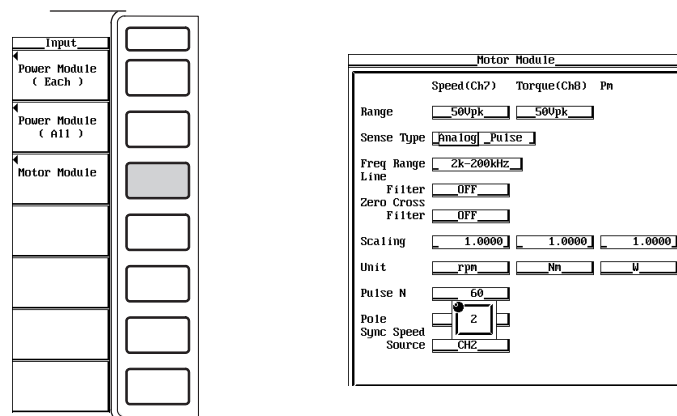 Input
Power Module
( Each )
Power Module
( All )
Motor Module
Motor Module
Speed(Ch7) Torque(Ch8) Pm
Range 50Vpk 50Vpk
Sense Type Analog Pulse
Freq Range 2k-200kHz
Line
Filter OFF
Zero Cross
Filter OFF
Scaling 1.0000 1.0000 1.0000
Unit rpm Nm W
Pulse N 60
Pole 2
Sync Speed
Source CH2